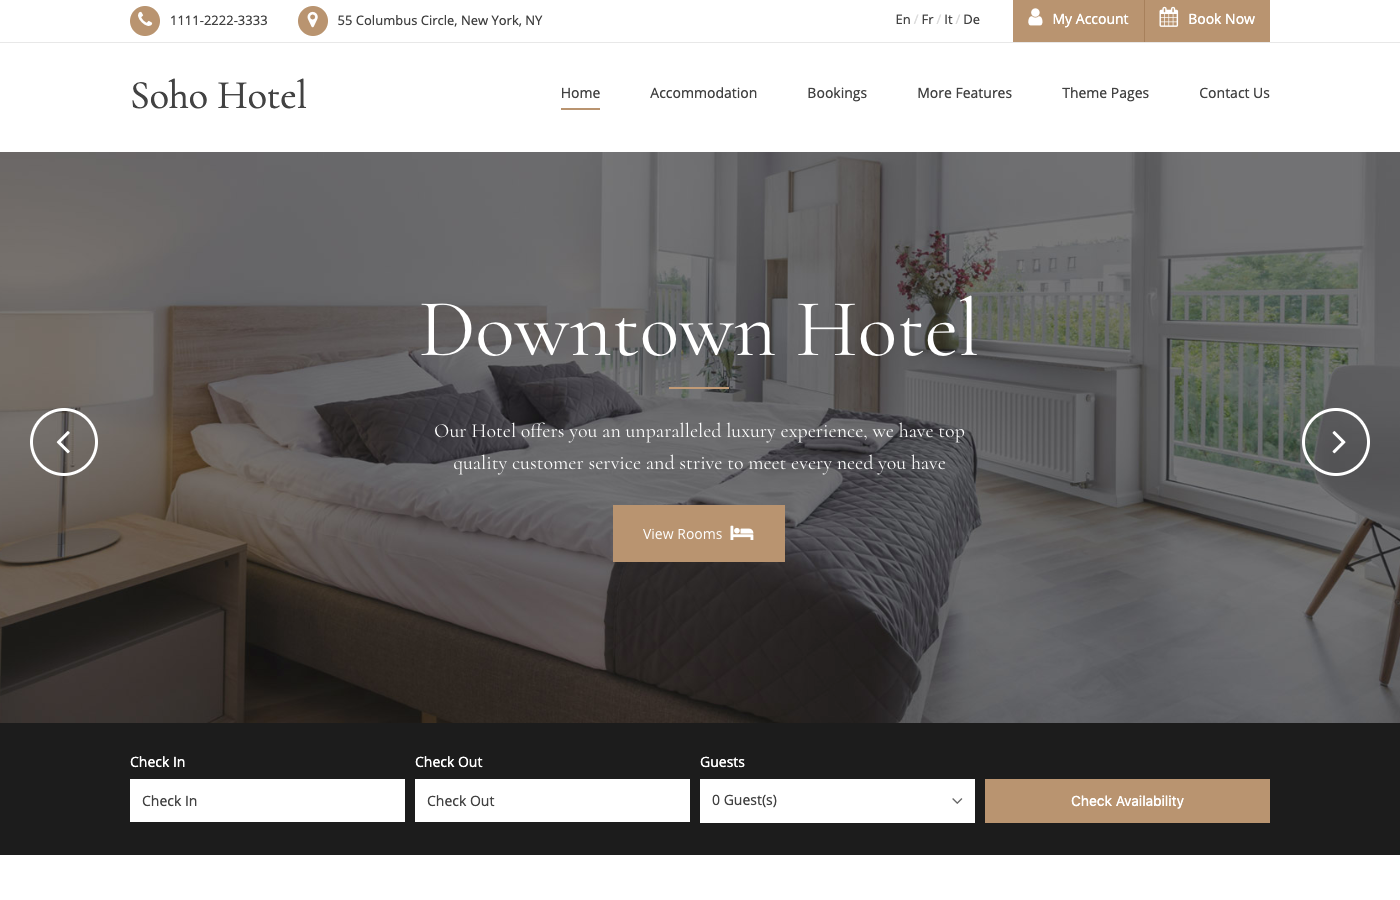 1111-2222-3333
55 Columbus Circle, New York, NY
En / Fr / It / De
My Account
Book Now
Soho Hotel
Home
Accommodation
Bookings
More Features
Theme Pages
Contact Us
Downtown Hotel
Our Hotel offers you an unparalleled luxury experience, we have top
quality customer service and strive to meet every need you have
View Rooms
Check In
Check Out
Guests
Check In
Check Out
0 Guest(s)
Check Availability